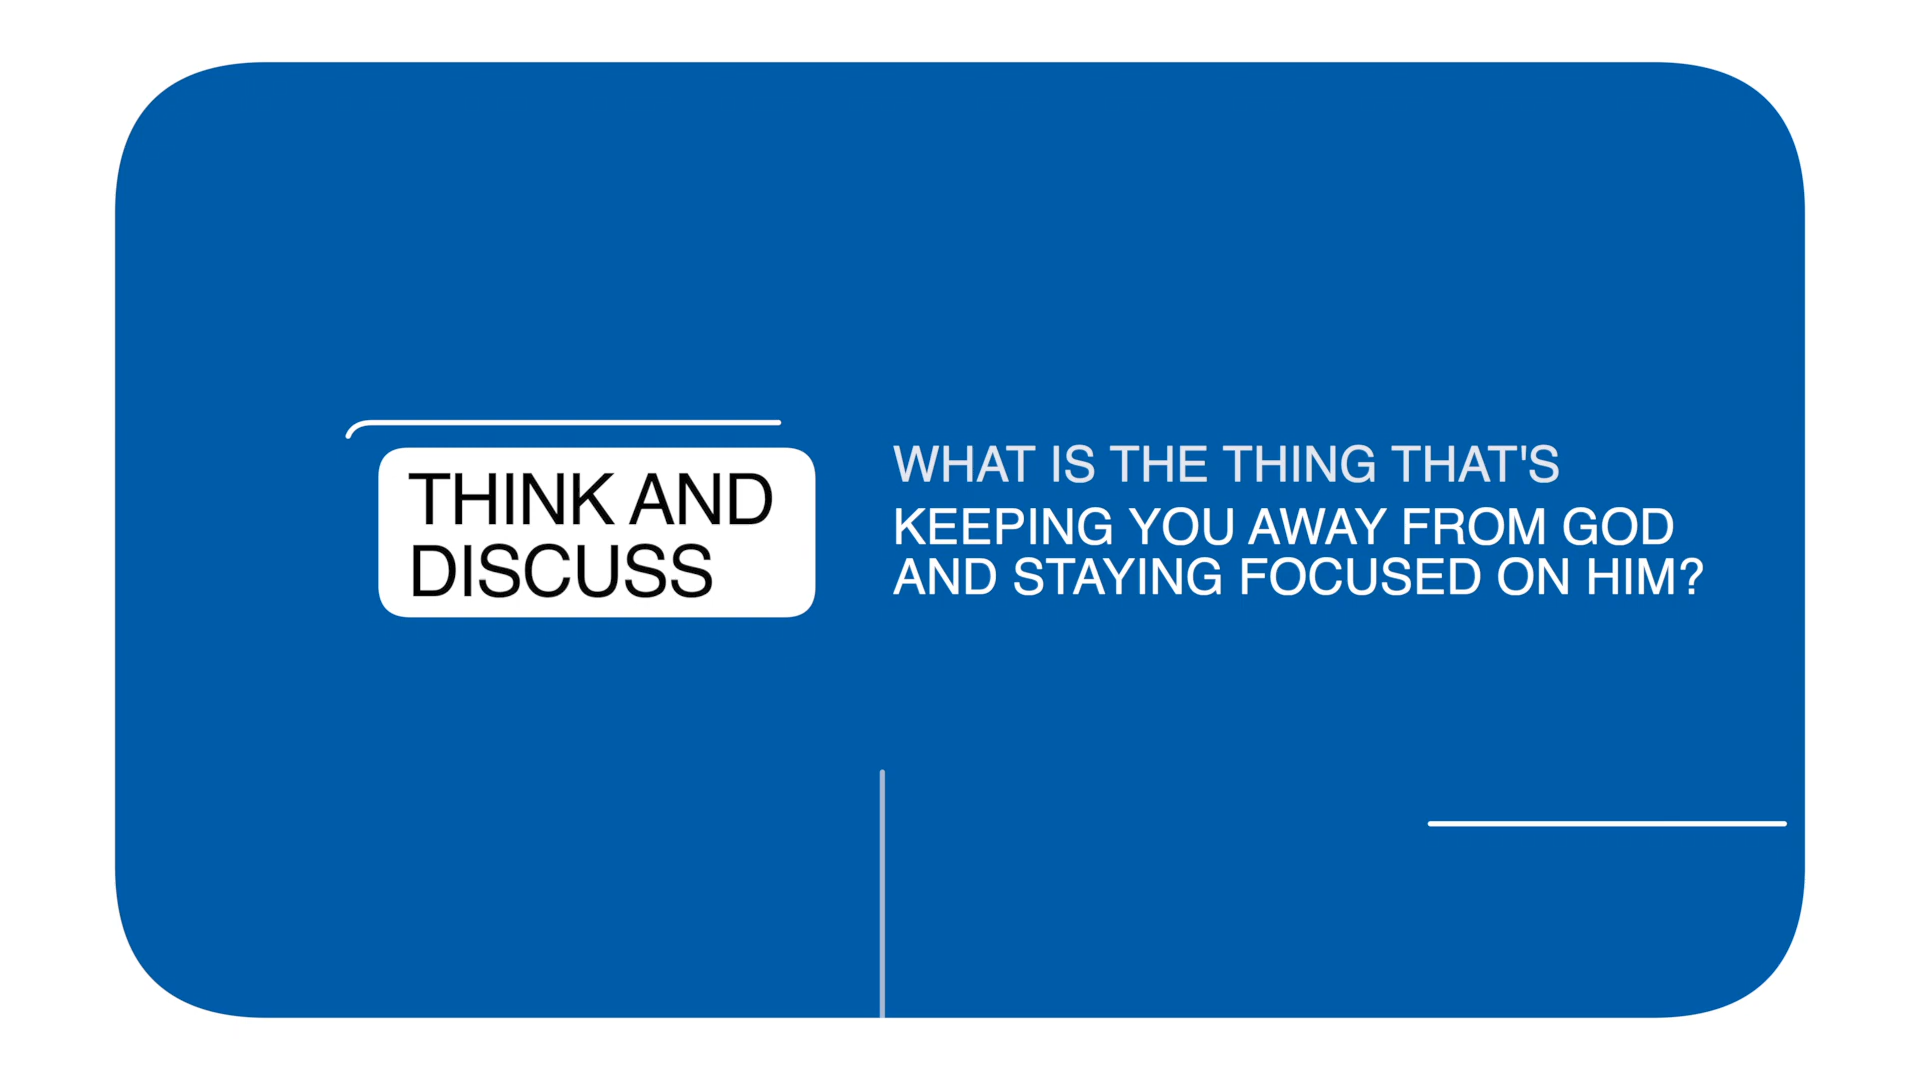 THINK AND
DISCUSS
WHAT IS THE THING THAT'S
KEEPING YOU AWAY FROM GOD
AND STAYING FOCUSED ON HIM?